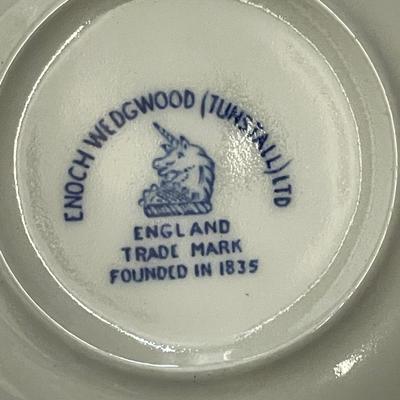 ENOCH WEDGWOOD (TUNSTALL) LTD
ENGLAND
TRADE MARK
FOUNDED IN 1835